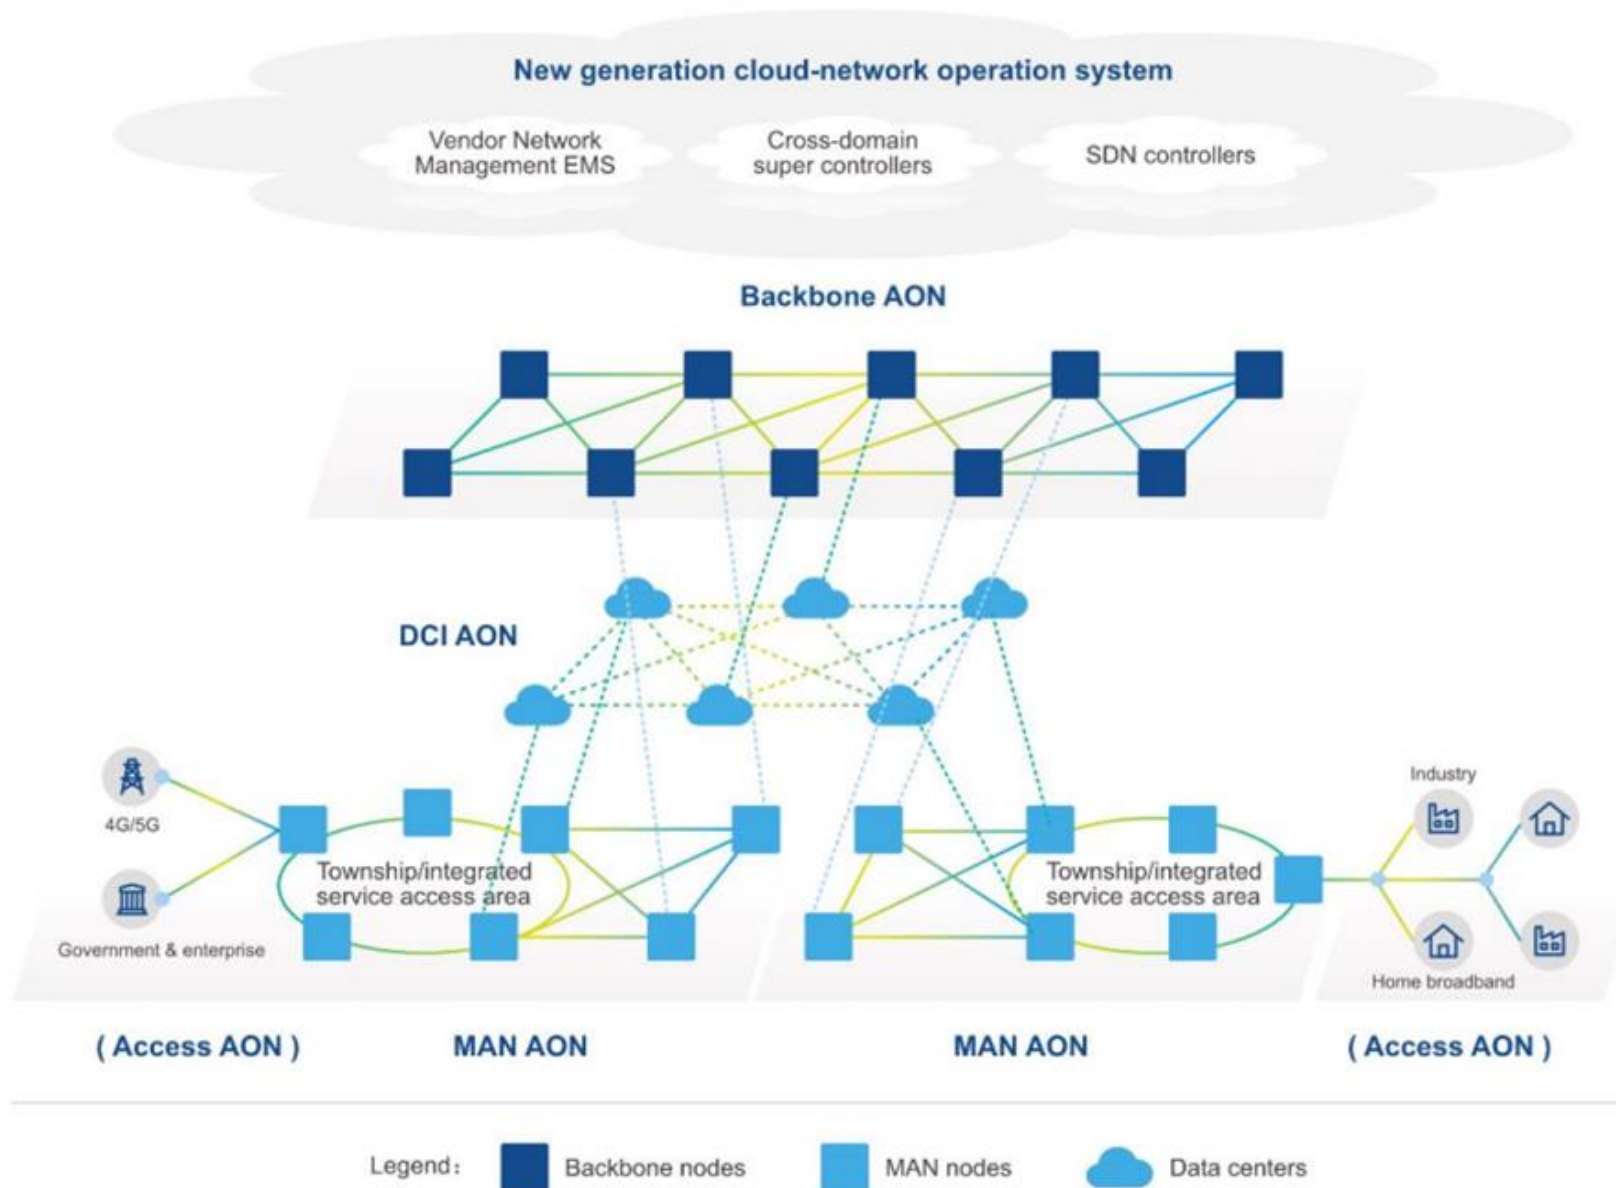 New generation cloud-network operation system
Vendor Network
Management EMS
Cross-domain
super controllers
SDN controllers
Backbone AON
DCI AON
4G/5G
Government & enterprise
Township/integrated
service access area
Township/integrated
service access area
Industry
Home broadband
( Access AON )
MAN AON
MAN AON
( Access AON )
Legend:
Backbone nodes
MAN nodes
Data centers